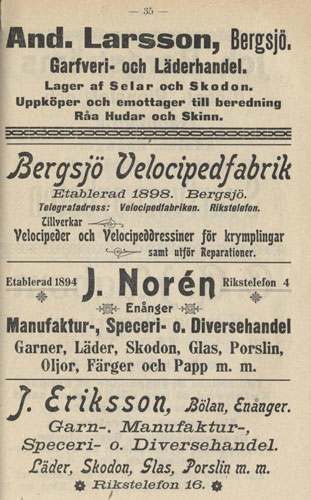 — 35 —
And. Larsson, Bergsjö.
Garfveri- och Läderhandel.
Lager af Selar och Skodon.
Uppköper och emottager till beredning
Råa Hudar och Skinn.
Bergsjö Velocipedfabrik
Etablerad 1898. Bergsjö.
Telegrafadress: Velocipedfabriken. Rikstelefon.
Tillverkar
Velocipeder och Velocipeddressiner för krymplingar
samt utför Reparationer.
Etablerad 1894 J. Norén Rikstelefon 4
Enånger
Manufaktur-, Speceri- o. Diversehandel
Garner, Läder, Skodon, Glas, Porslin,
Oljor, Färger och Papp m. m.
J. Eriksson, Bölan, Enånger.
Garn-, Manufaktur-,
Speceri- o. Diversehandel.
Läder, Skodon, Glas, Porslin m. m.
Rikstelefon 16.